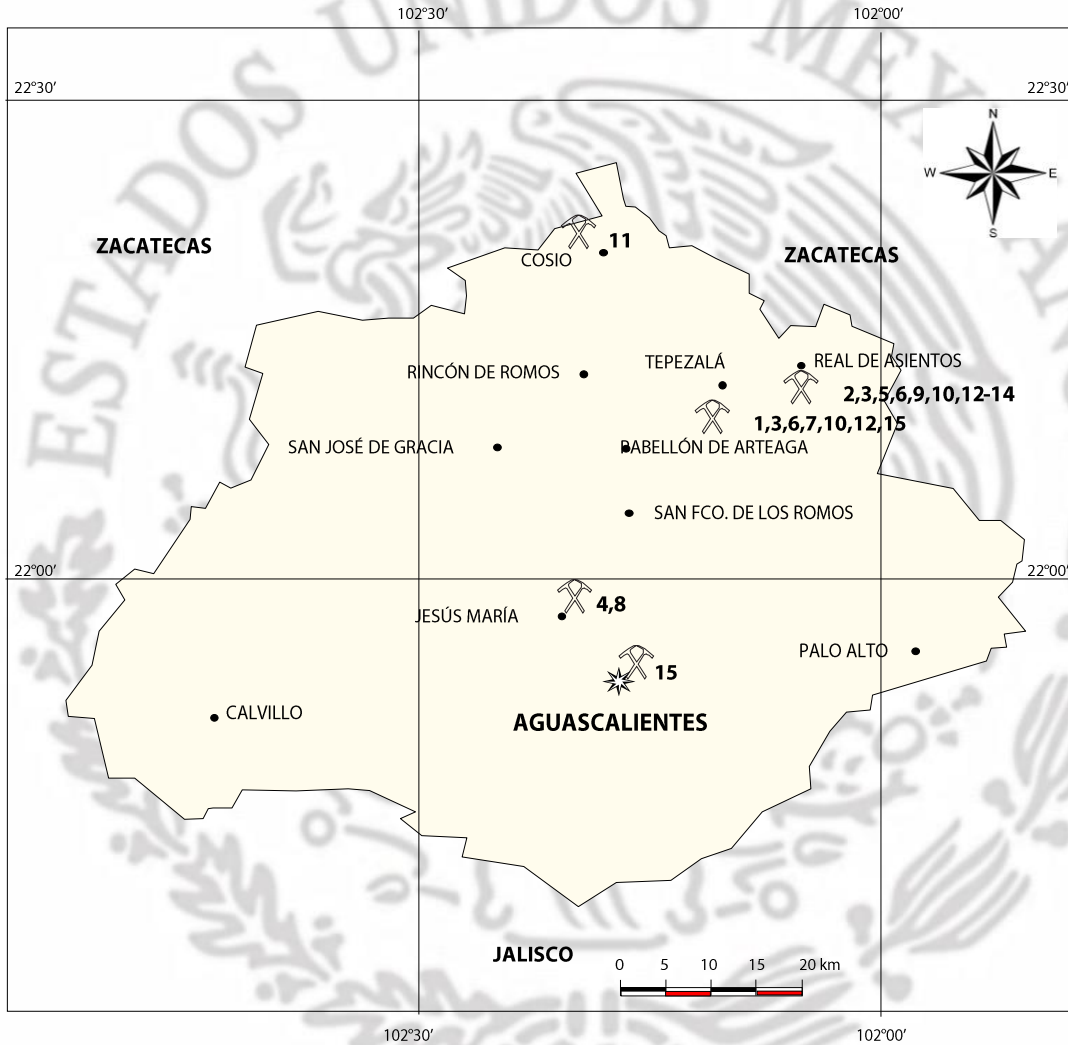 102°30’ 102°00’
22°30’ 22°30’
ESTADOS UNIDOS MEXICANOS
N
W E
S
ZACATECAS
11
COSIO
ZACATECAS
RINCÓN DE ROMOS
TEPEZALÁ
REAL DE ASIENTOS
2,3,5,6,9,10,12-14
1,3,6,7,10,12,15
SAN JOSÉ DE GRACIA
PABELLÓN DE ARTEAGA
SAN FCO. DE LOS ROMOS
22°00’ 22°00’
4,8
JESÚS MARÍA
PALO ALTO
15
CALVILLO
AGUASCALIENTES
JALISCO
0 5 10 15 20 km
102°30’ 102°00’